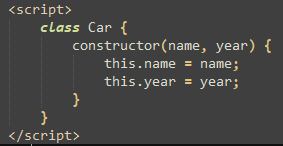 <script>
class Car {
constructor(name, year) {
this.name = name;
this.year = year;
}
}
</script>